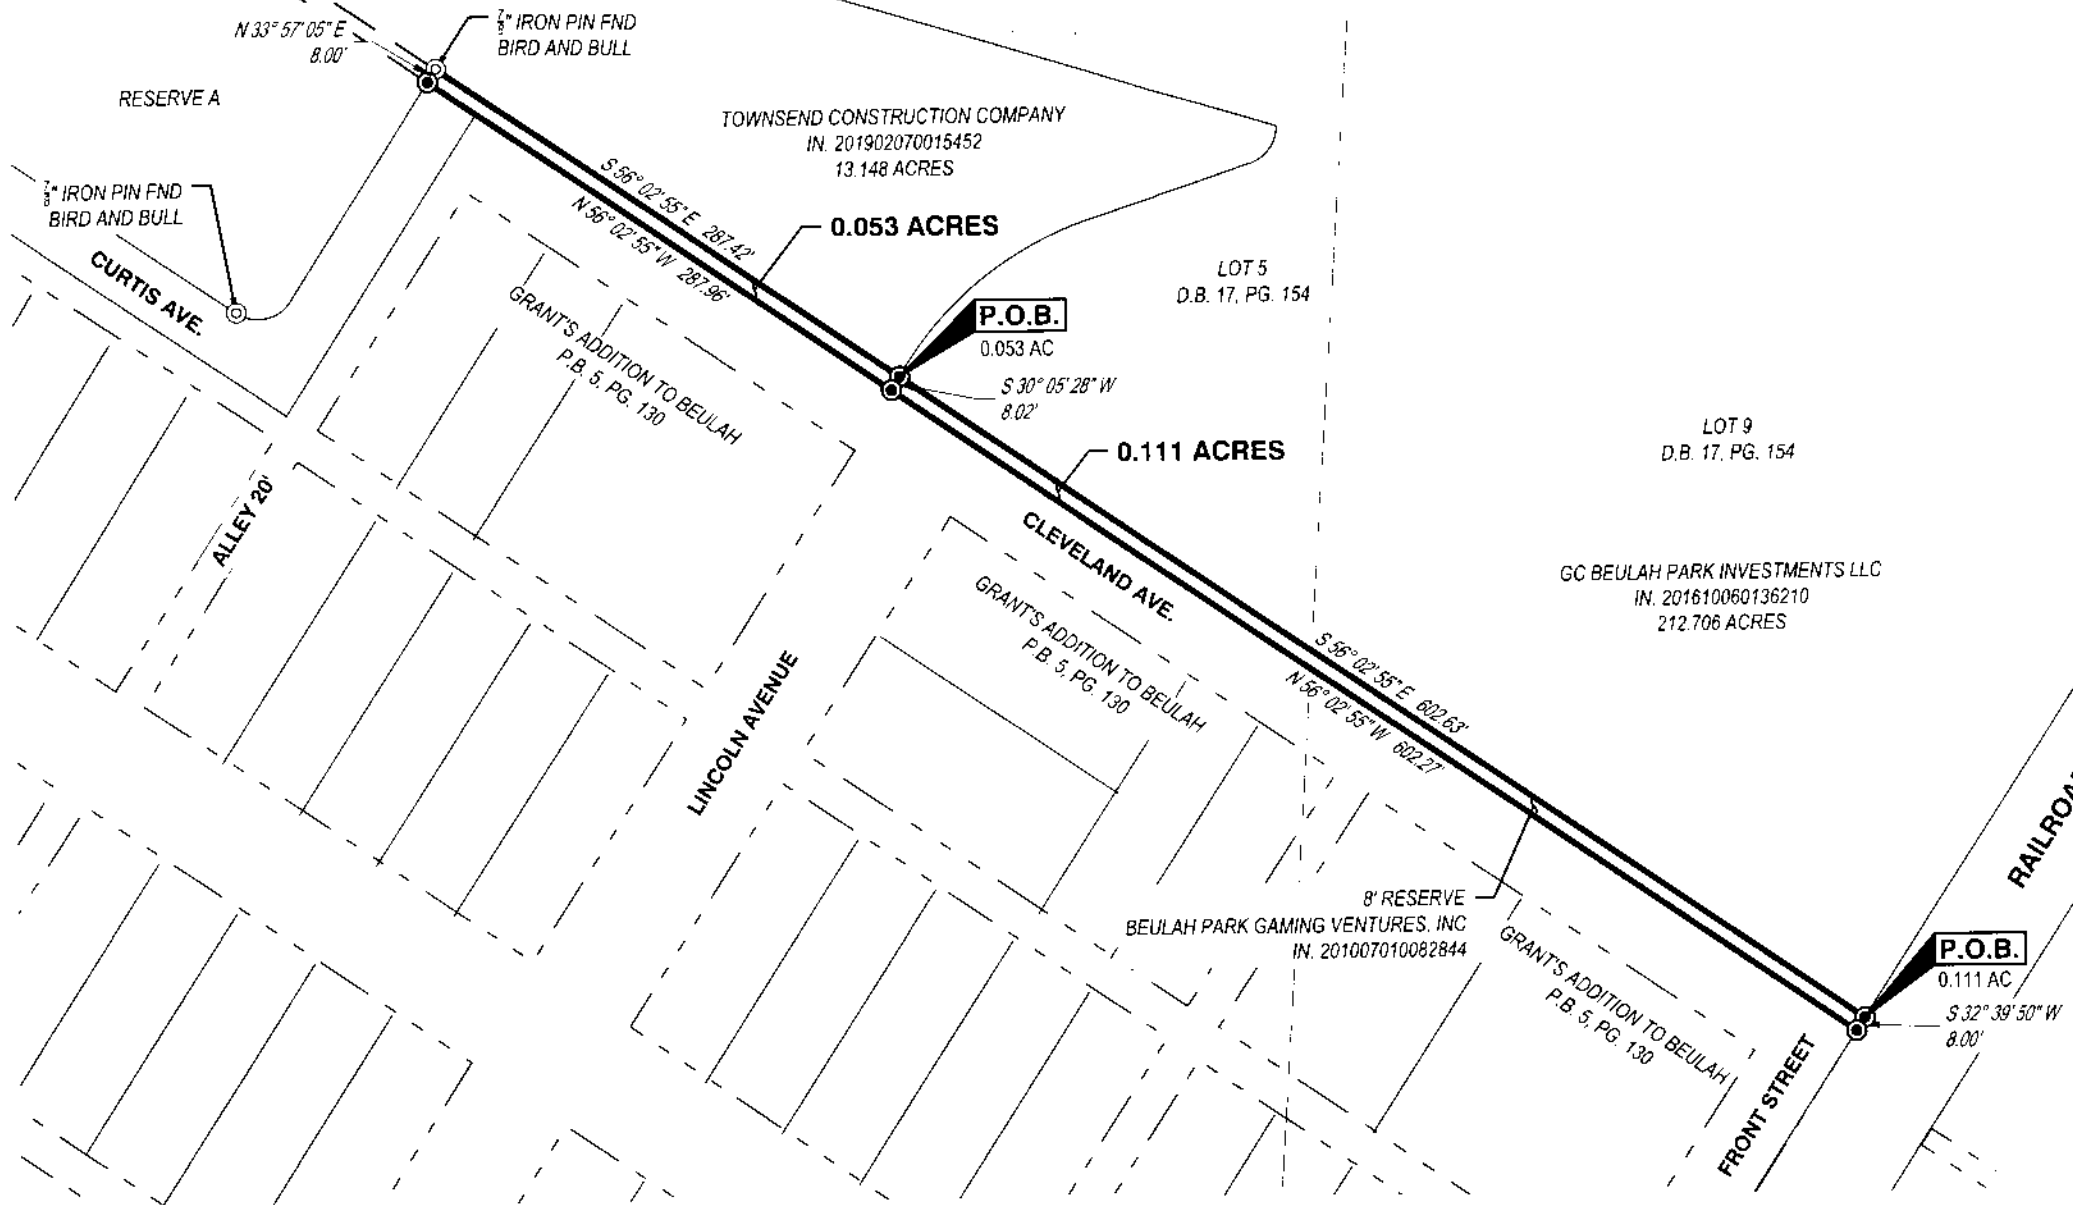 N 33° 57' 05" E
8.00'
7/8" IRON PIN FND
BIRD AND BULL
RESERVE A
TOWNSEND CONSTRUCTION COMPANY
IN. 201902070015452
13.148 ACRES
7/8" IRON PIN FND
BIRD AND BULL
S 56° 02' 55" E 287.42'
N 56° 02' 55" W 287.96'
0.053 ACRES
CURTIS AVE.
LOT 5
D.B. 17, PG. 154
GRANT'S ADDITION TO BEULAH
P.B. 5, PG. 130
P.O.B.
0.053 AC
S 30° 05' 28" W
8.02'
LOT 9
D.B. 17, PG. 154
0.111 ACRES
ALLEY 20'
CLEVELAND AVE.
GC BEULAH PARK INVESTMENTS LLC
IN. 201610060136210
212.706 ACRES
GRANT'S ADDITION TO BEULAH
P.B. 5, PG. 130
S 56° 02' 55" E 602.63'
N 56° 02' 55" W 602.27'
LINCOLN AVENUE
8' RESERVE
BEULAH PARK GAMING VENTURES, INC
IN. 201007010082844
GRANT'S ADDITION TO BEULAH
P.B. 5, PG. 130
P.O.B.
0.111 AC
S 32° 39' 50" W
8.00'
FRONT STREET